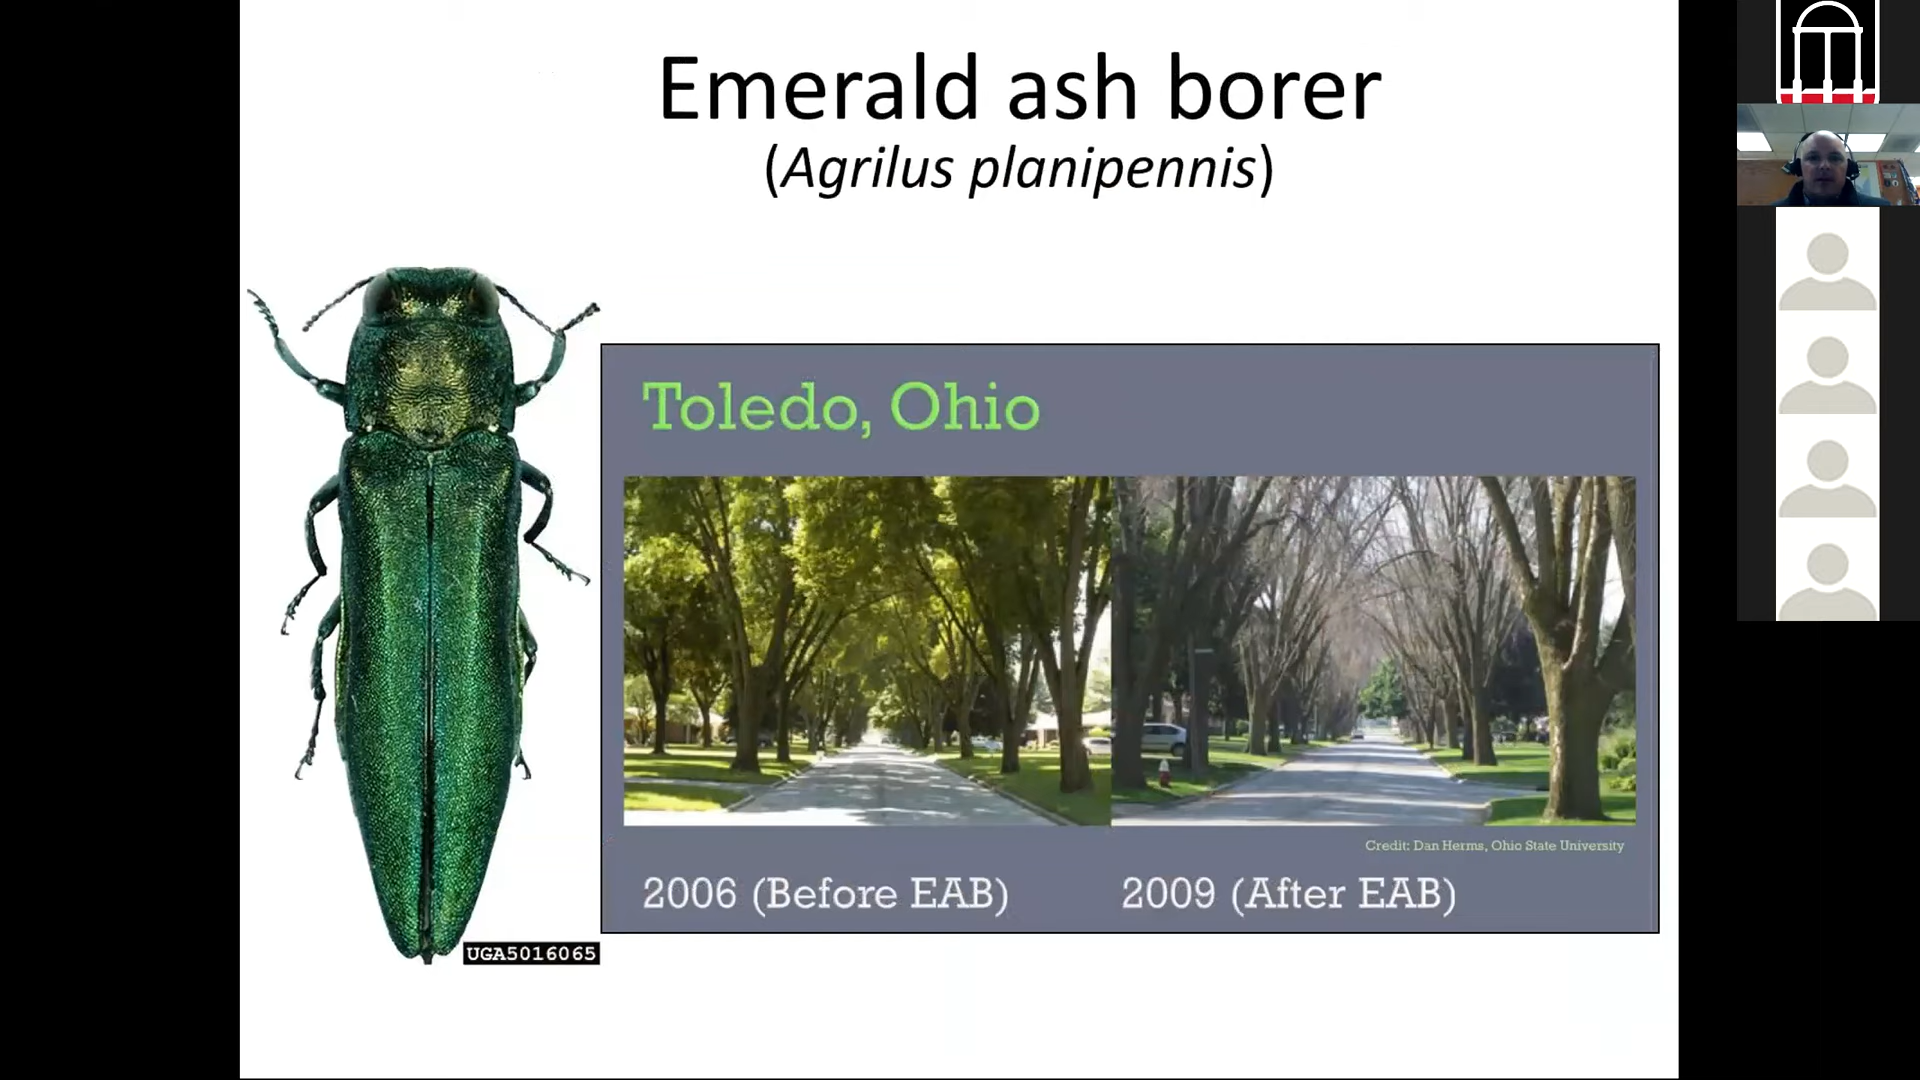 Emerald ash borer
(Agrilus planipennis)
Toledo, Ohio
Credit: Dan Herms, Ohio State University
2006 (Before EAB)
2009 (After EAB)
UGA5016065